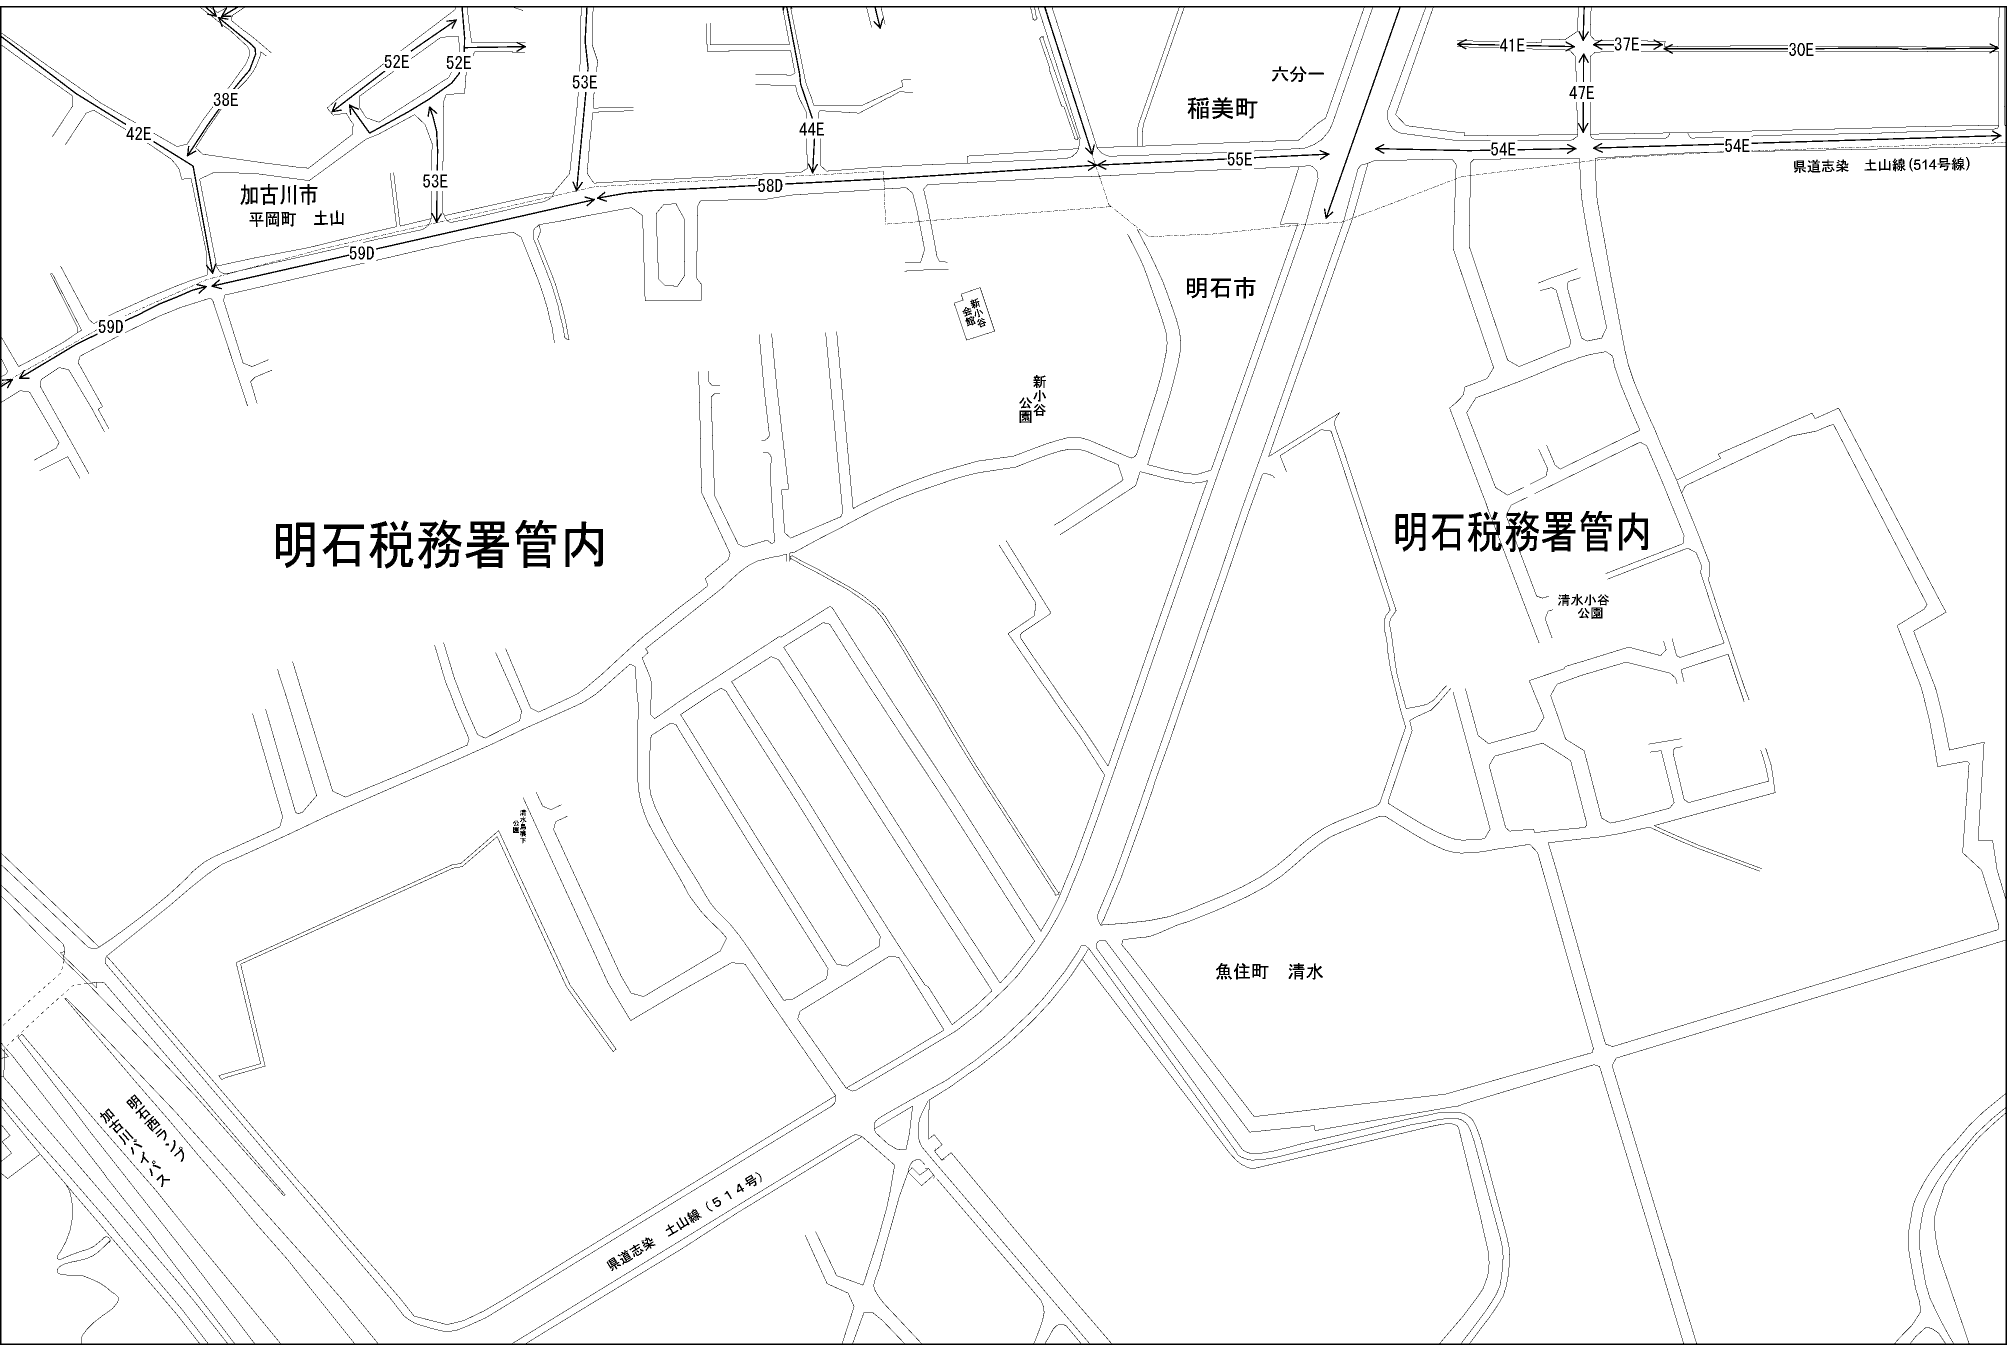 41E
37E
30E
52E
52E
53E
47E
38E
42E
44E
六分一
稲美町
55E
54E
54E
県道志染　土山線(514号線)
53E
58D
加古川市
平岡町　土山
59D
59D
明石市
新小谷
会館
新小谷
公園
明石税務署管内
明石税務署管内
清水小谷
公園
公園
魚住町　清水
明石西ランプ
加古川バイパス
県道志染　土山線（５１４号）